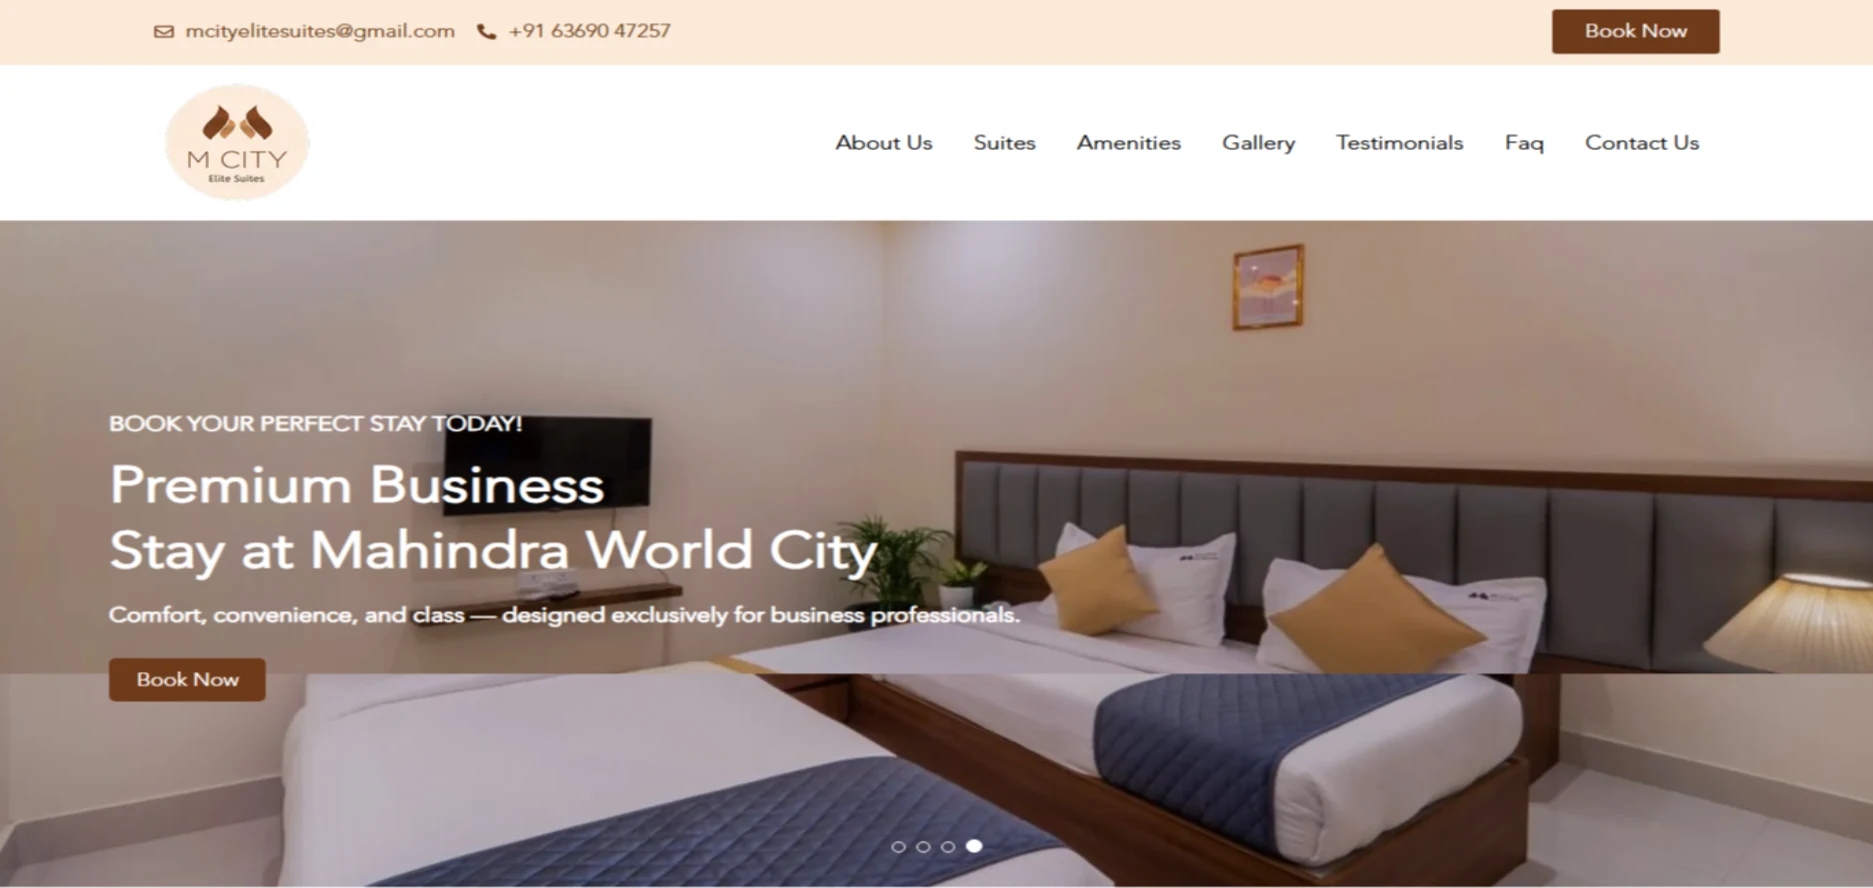 mcityelitesuites@gmail.com +91 63690 47257 Book Now
M CITY
Elite Suites
About Us Suites Amenities Gallery Testimonials Faq Contact Us
BOOK YOUR PERFECT STAY TODAY!
Premium Business
Stay at Mahindra World City
Comfort, convenience, and class — designed exclusively for business professionals.
Book Now